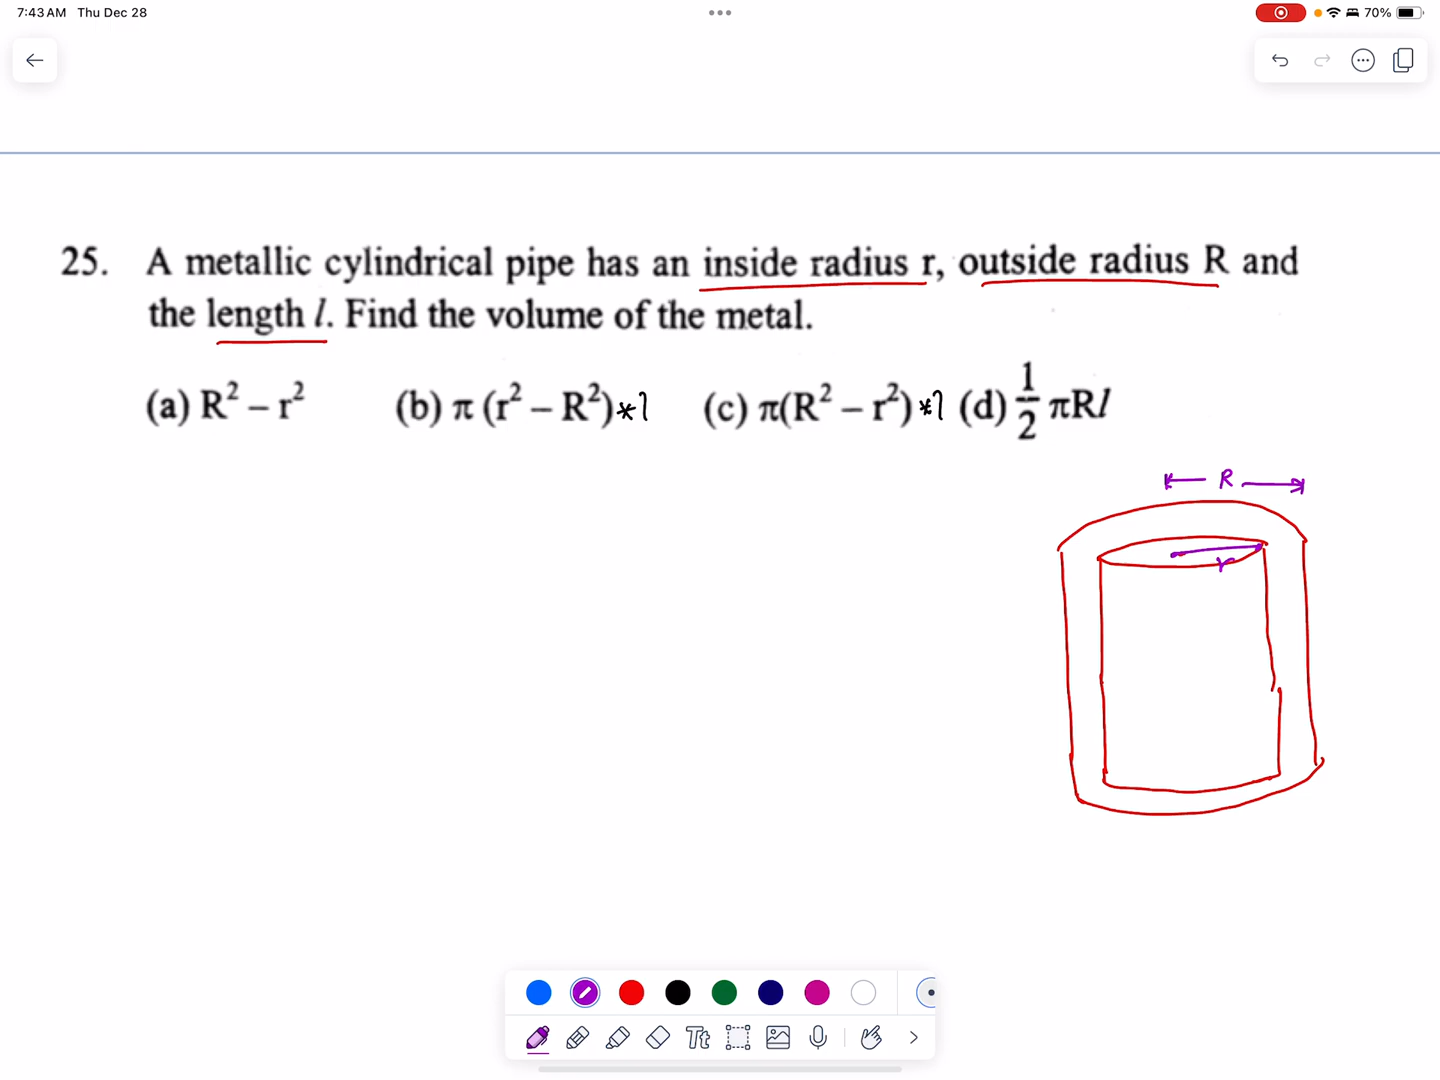 7:43 AM Thu Dec 28
70%
25. A metallic cylindrical pipe has an inside radius r, outside radius R and
the length l. Find the volume of the metal.
(a) R² – r² (b) π (r² – R²)*l (c) π(R² – r²)*l (d) 1/2 πRl
R
r
Tt